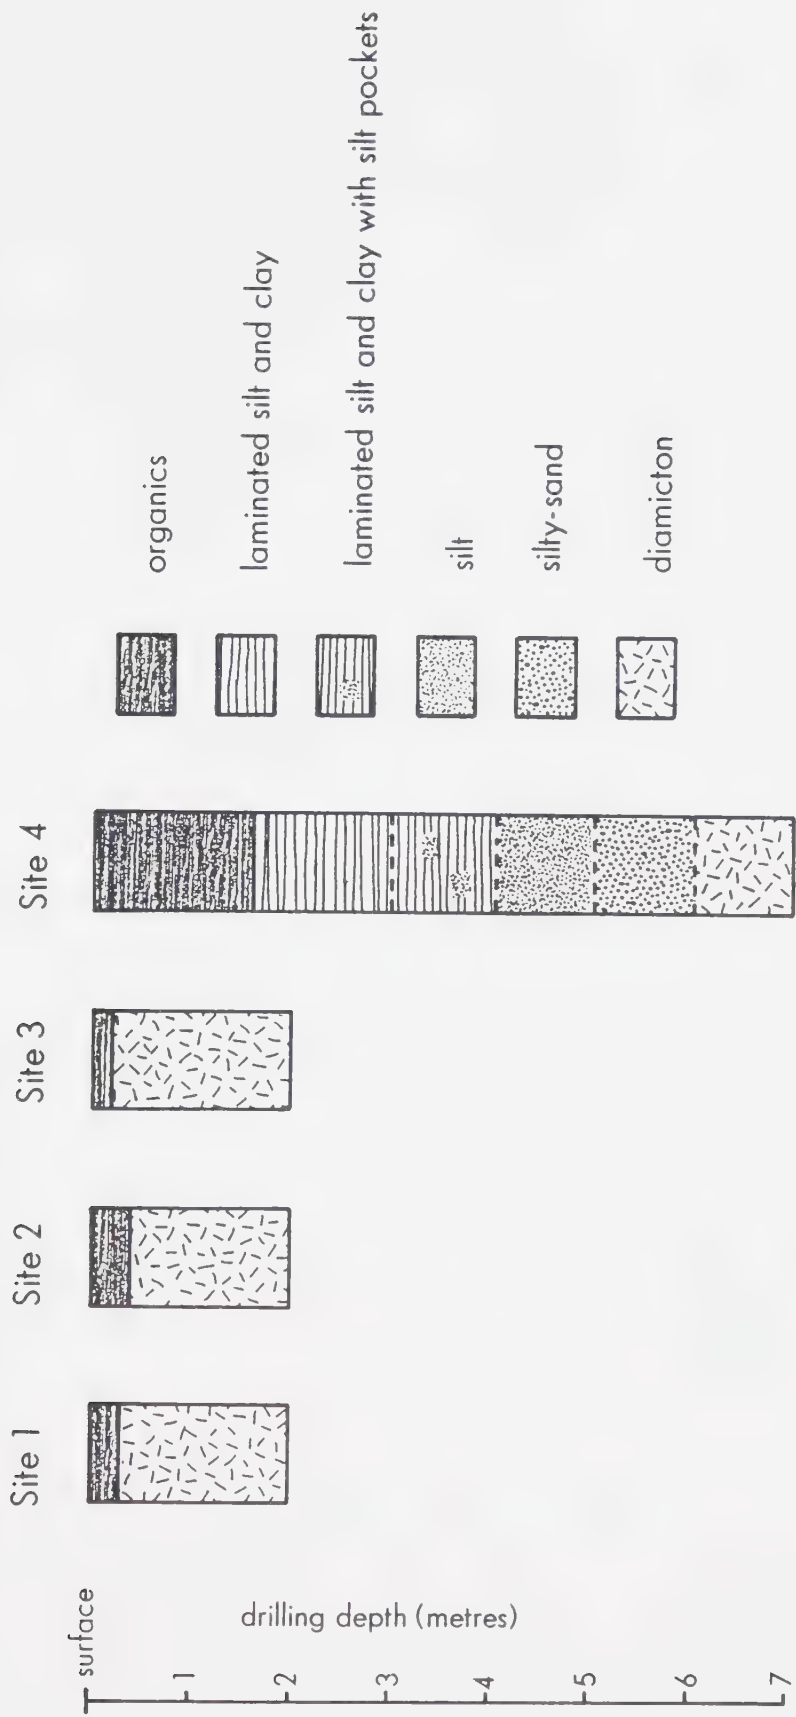 Site 1
Site 2
Site 3
Site 4
surface
1
2
3
4
5
6
7
drilling depth (metres)
organics
laminated silt and clay
laminated silt and clay with silt pockets
silt
silty-sand
diamicton